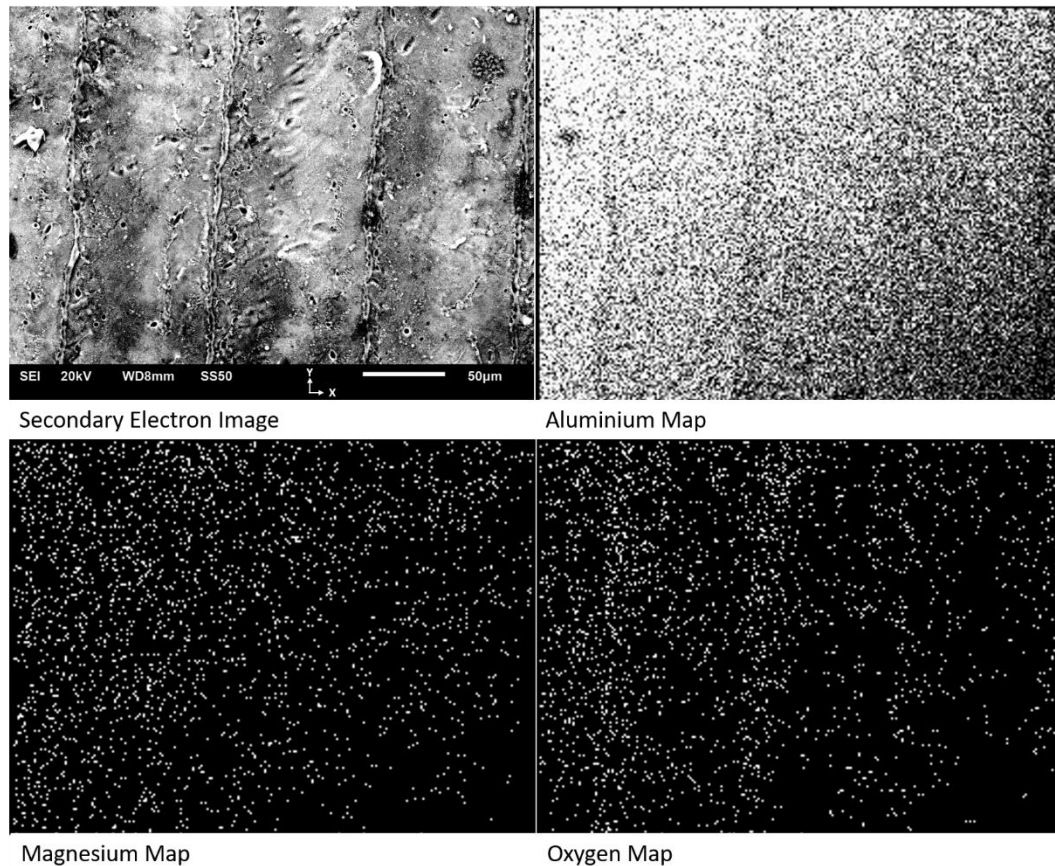 SEI 20kV WD8mm SS50 Y X 50µm
Secondary Electron Image Aluminium Map
Magnesium Map Oxygen Map